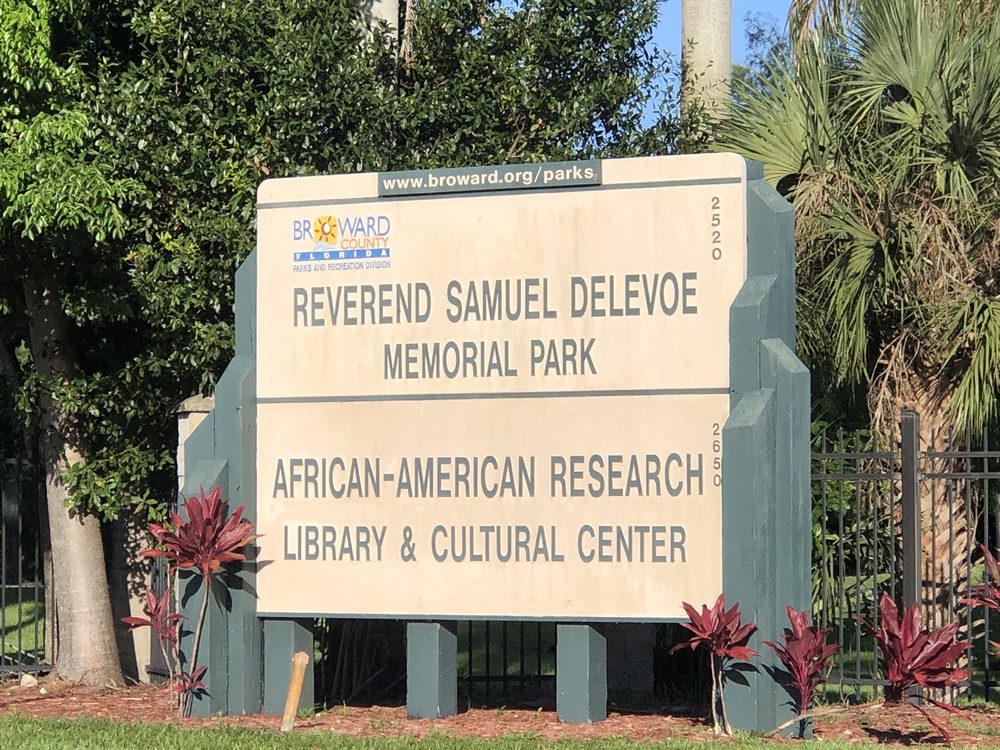 www.broward.org/parks
BROWARD
COUNTY
FLORIDA
PARKS AND RECREATION DIVISION
2520
REVEREND SAMUEL DELEVOE
MEMORIAL PARK
2650
AFRICAN-AMERICAN RESEARCH
LIBRARY & CULTURAL CENTER